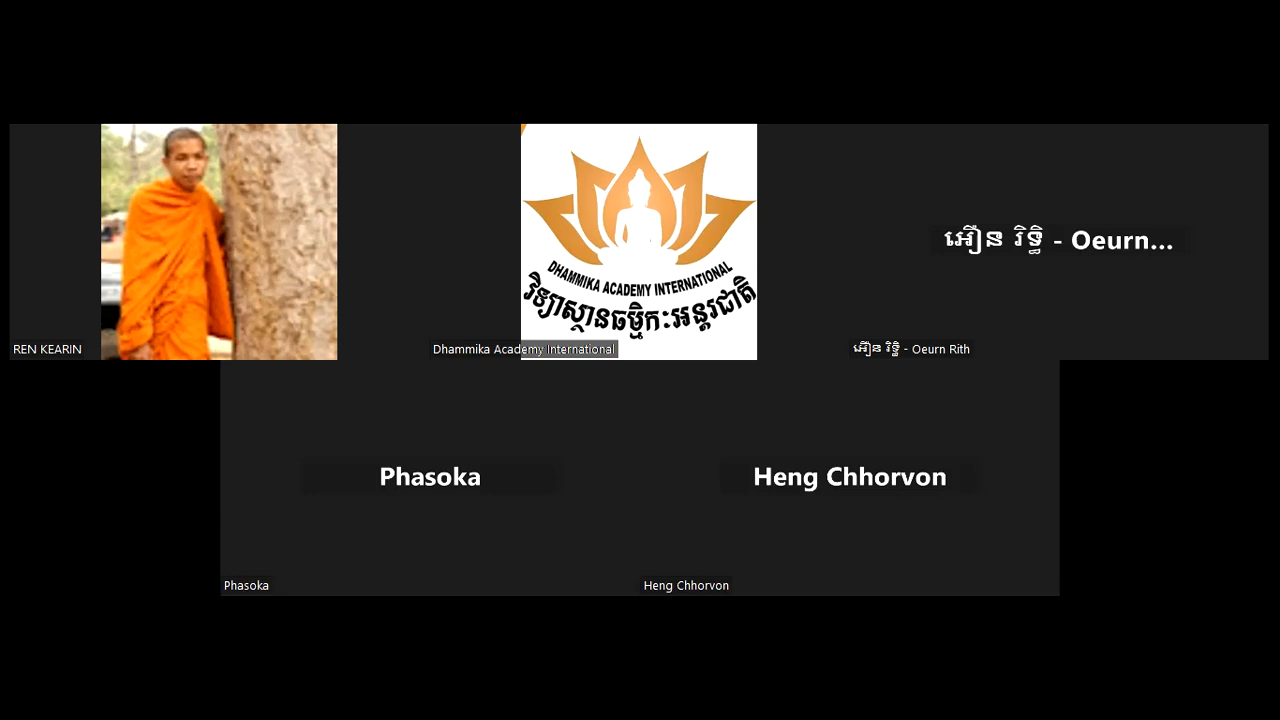 DHAMMIKA ACADEMY INTERNATIONAL
វិទ្យាស្ថានធម្មិកៈអន្តរជាតិ
អឿន រិទ្ធិ - Oeurn...
REN KEARIN
Dhammika Academy International
អឿន រិទ្ធិ - Oeurn Rith
Phasoka
Heng Chhorvon
Phasoka
Heng Chhorvon